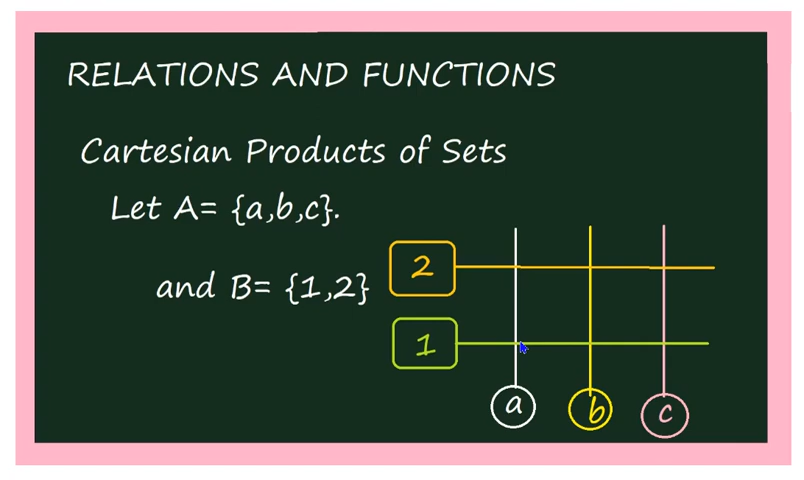 RELATIONS AND FUNCTIONS
Cartesian Products of Sets
Let A= {a,b,c}.
and B= {1,2}
2
1
a
b
c